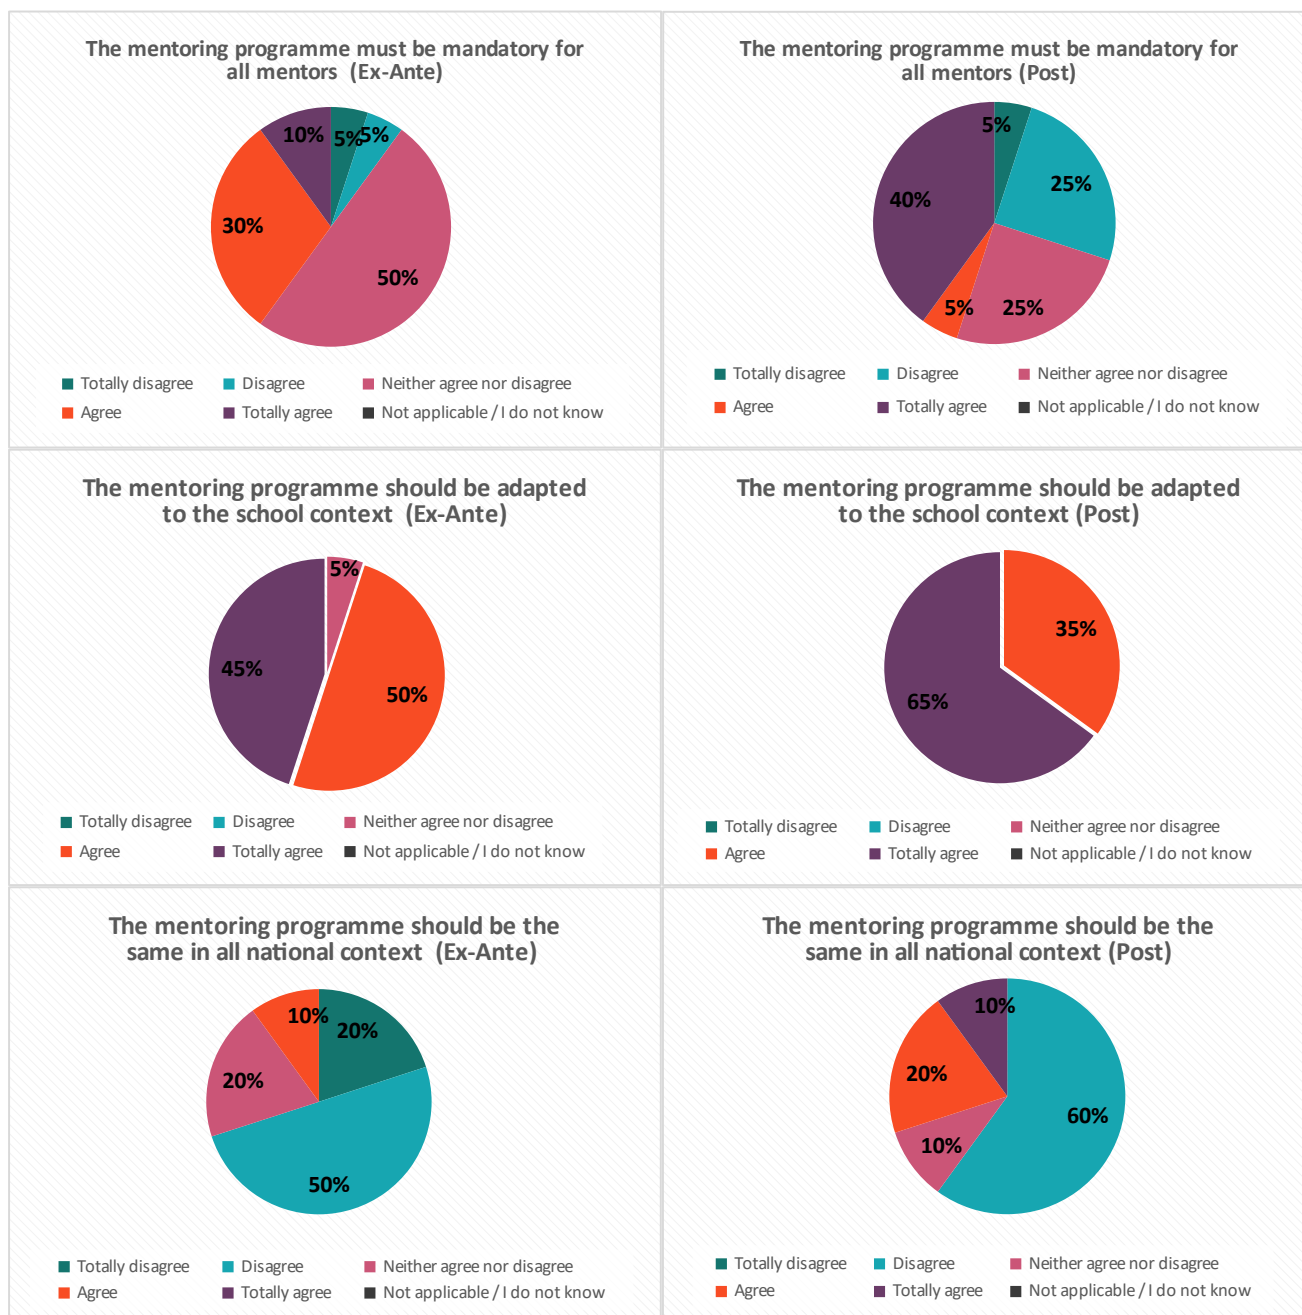 The mentoring programme must be mandatory for
all mentors (Ex-Ante)
10%
5%
5%
30%
50%
Totally disagree Disagree Neither agree nor disagree
Agree Totally agree Not applicable / I do not know
The mentoring programme must be mandatory for
all mentors (Post)
5%
25%
40%
5%
25%
Totally disagree Disagree Neither agree nor disagree
Agree Totally agree Not applicable / I do not know
The mentoring programme should be adapted
to the school context (Ex-Ante)
5%
45%
50%
Totally disagree Disagree Neither agree nor disagree
Agree Totally agree Not applicable / I do not know
The mentoring programme should be adapted
to the school context (Post)
35%
65%
Totally disagree Disagree Neither agree nor disagree
Agree Totally agree Not applicable / I do not know
The mentoring programme should be the
same in all national context (Ex-Ante)
10%
20%
20%
50%
Totally disagree Disagree Neither agree nor disagree
Agree Totally agree Not applicable / I do not know
The mentoring programme should be the
same in all national context (Post)
10%
20%
60%
10%
Totally disagree Disagree Neither agree nor disagree
Agree Totally agree Not applicable / I do not know